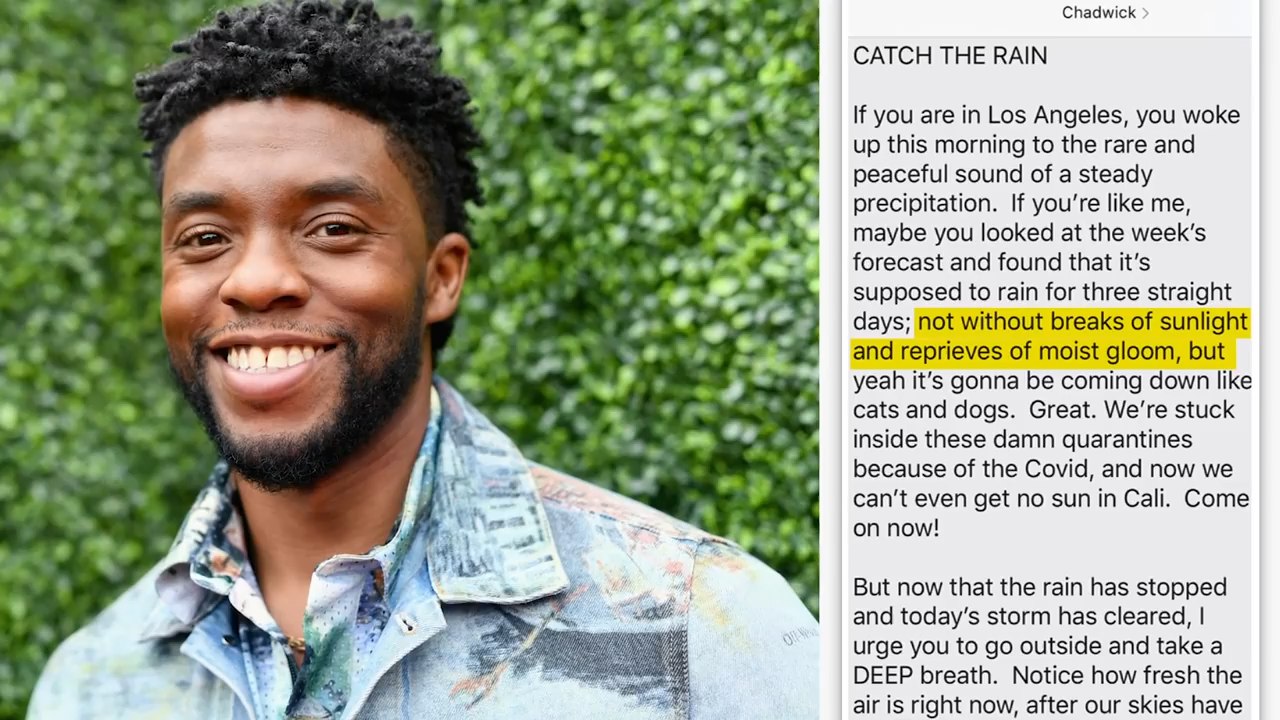 Chadwick >
CATCH THE RAIN
If you are in Los Angeles, you woke
up this morning to the rare and
peaceful sound of a steady
precipitation.  If you’re like me,
maybe you looked at the week’s
forecast and found that it’s
supposed to rain for three straight
days; not without breaks of sunlight
and reprieves of moist gloom, but
yeah it’s gonna be coming down like
cats and dogs.  Great. We’re stuck
inside these damn quarantines
because of the Covid, and now we
can’t even get no sun in Cali.  Come
on now!
But now that the rain has stopped
and today’s storm has cleared, I
urge you to go outside and take a
DEEP breath.  Notice how fresh the
air is right now, after our skies have